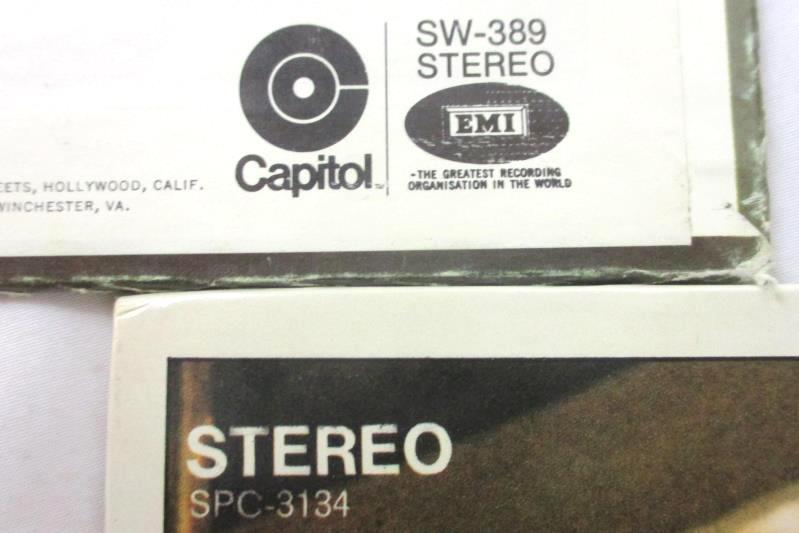 SW-389
STEREO
EMI
Capitol
TM
-THE GREATEST RECORDING
ORGANISATION IN THE WORLD
EETS, HOLLYWOOD, CALIF.
WINCHESTER, VA.
STEREO
SPC-3134